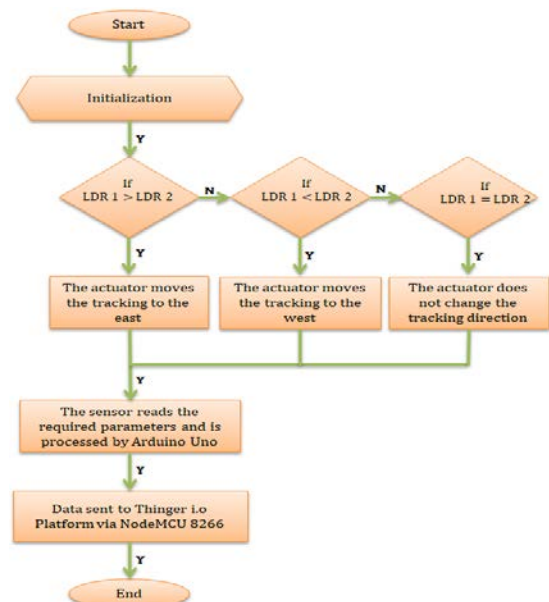 Start
Initialization
Y
If
LDR 1 > LDR 2
N
If
LDR 1 < LDR 2
N
If
LDR 1 = LDR 2
Y
Y
Y
The actuator moves
the tracking to the
east
The actuator moves
the tracking to the
west
The actuator does
not change the
tracking direction
Y
The sensor reads the
required parameters and is
processed by Arduino Uno
Y
Data sent to Thinger i.o
Platform via NodeMCU 8266
Y
End